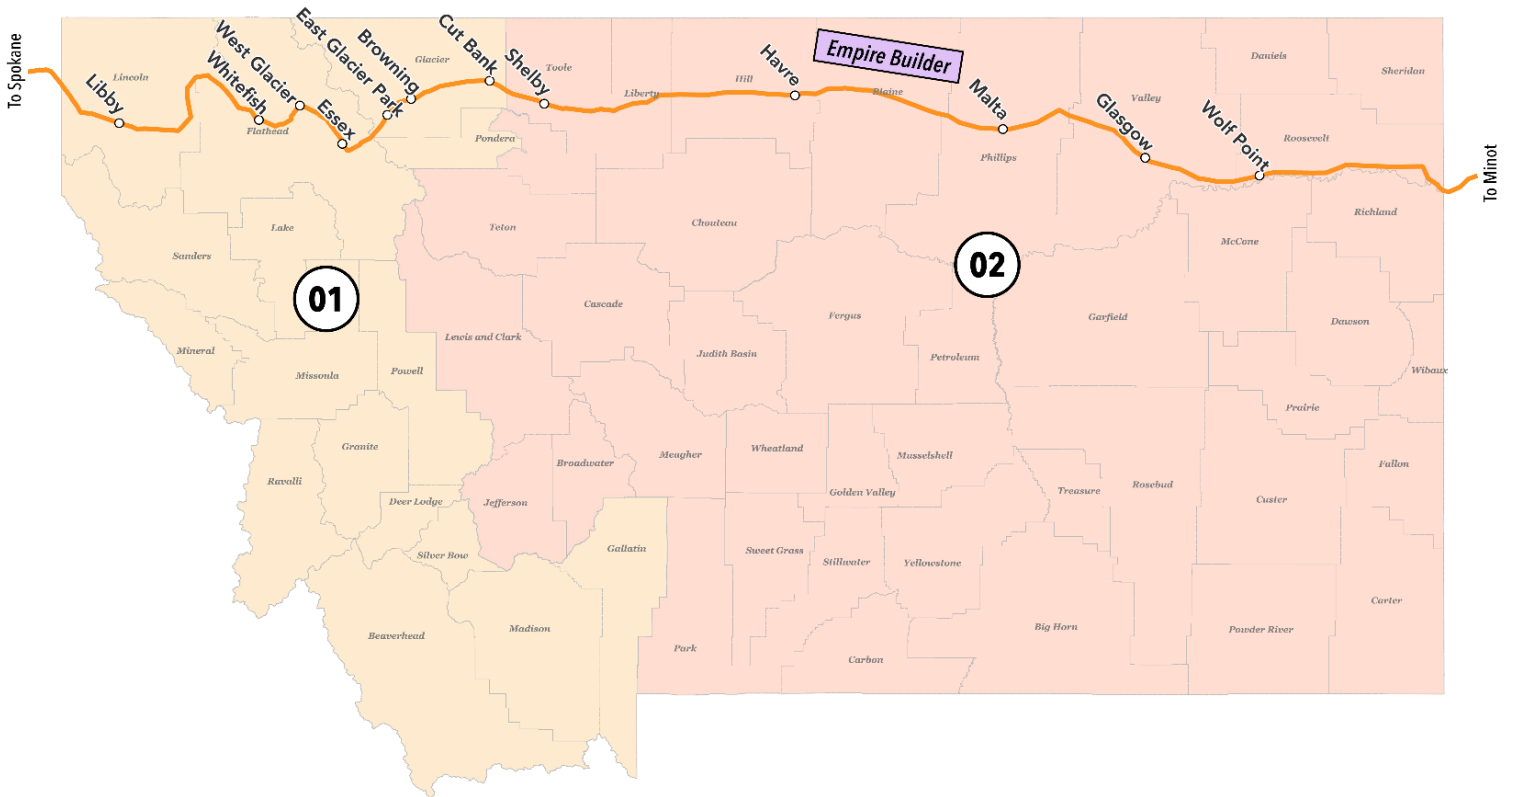 To Spokane
Libby
Whitefish
West Glacier
Essex
East Glacier Park
Browning
Cut Bank
Shelby
Havre
Empire Builder
Malta
Glasgow
Wolf Point
To Minot
Lincoln
Flathead
Glacier
Toole
Liberty
Hill
Blaine
Phillips
Valley
Daniels
Sheridan
Roosevelt
Pondera
Richland
Lake
Sanders
Teton
Chouteau
McCone
01
02
Cascade
Fergus
Garfield
Dawson
Lewis and Clark
Mineral
Missoula
Powell
Judith Basin
Petroleum
Wibaux
Prairie
Granite
Ravalli
Deer Lodge
Jefferson
Broadwater
Meagher
Wheatland
Golden Valley
Musselshell
Treasure
Rosebud
Custer
Fallon
Silver Bow
Gallatin
Sweet Grass
Stillwater
Yellowstone
Beaverhead
Madison
Park
Carbon
Big Horn
Powder River
Carter